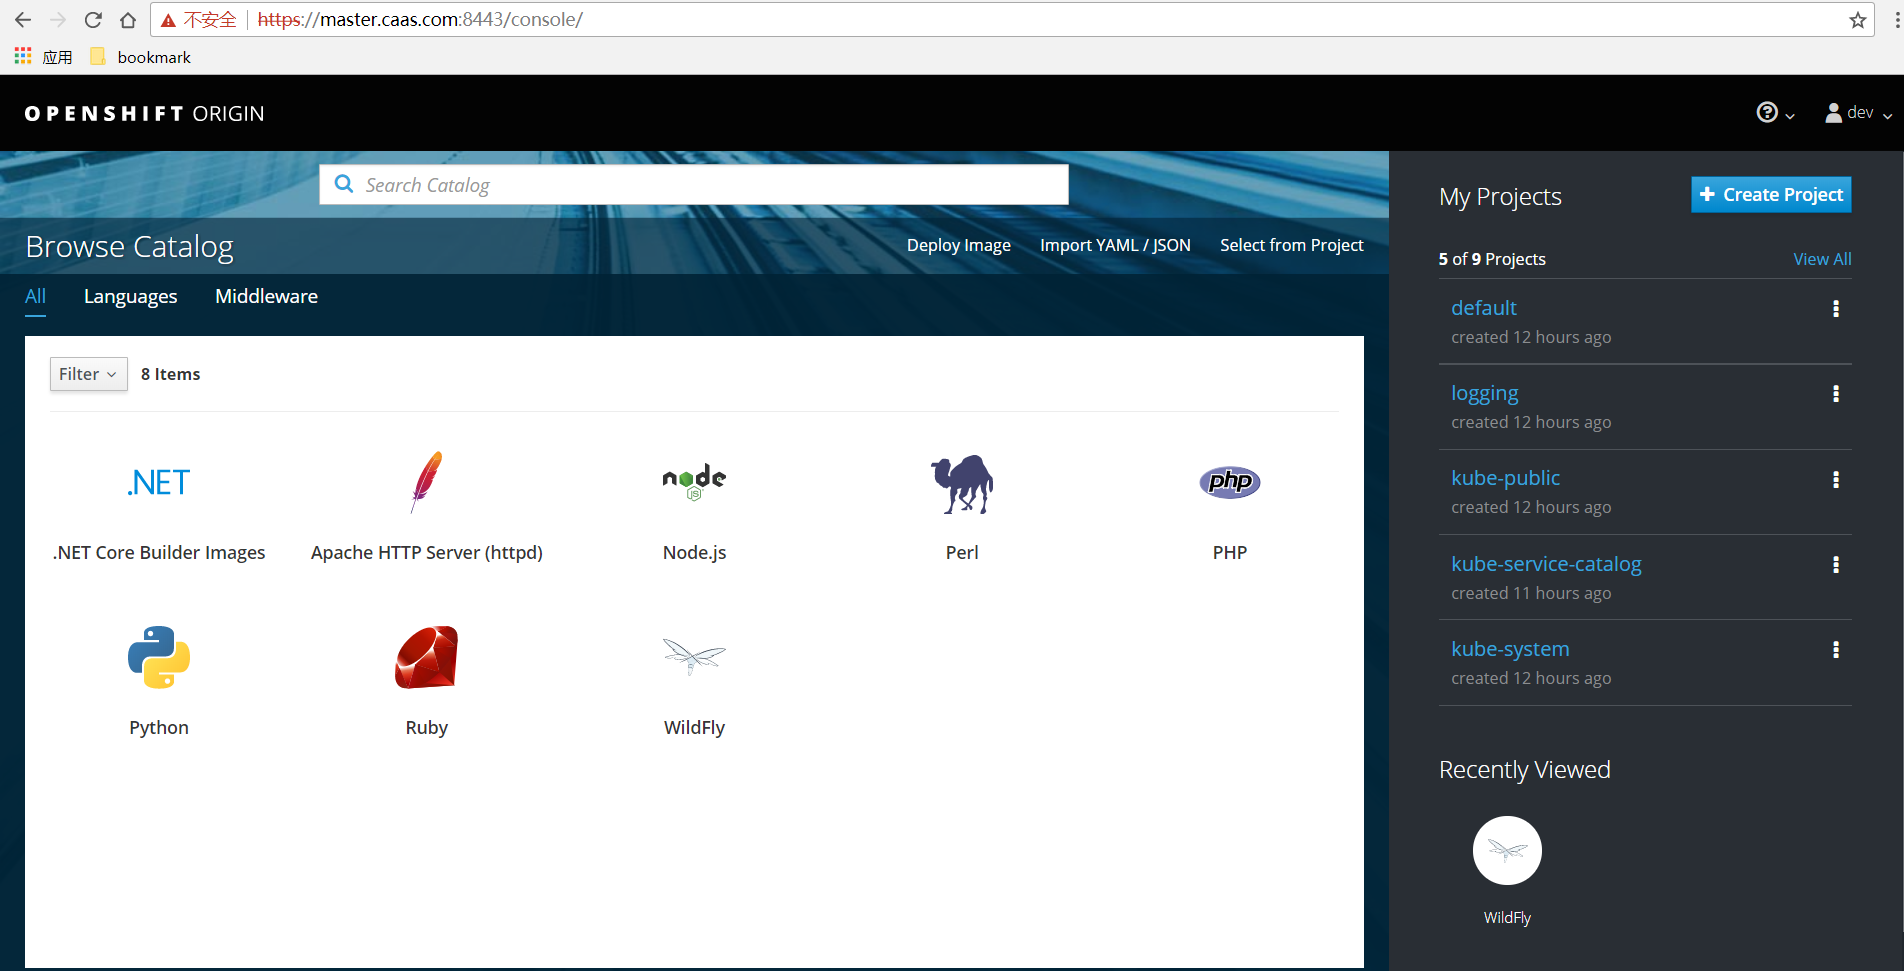 不安全 https://master.caas.com:8443/console/
应用 bookmark
OPENSHIFT ORIGIN
dev
Search Catalog
Browse Catalog
Deploy Image Import YAML / JSON Select from Project
All Languages Middleware
Filter 8 Items
.NET
node
JS
php
.NET Core Builder Images Apache HTTP Server (httpd) Node.js Perl PHP
Python Ruby WildFly
My Projects
Create Project
5 of 9 Projects View All
default
created 12 hours ago
logging
created 12 hours ago
kube-public
created 12 hours ago
kube-service-catalog
created 11 hours ago
kube-system
created 12 hours ago
Recently Viewed
WildFly